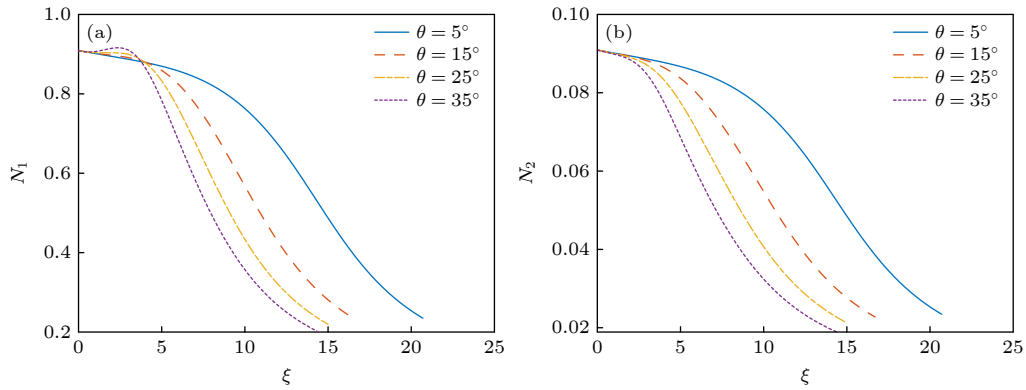 (a)
θ = 5°
θ = 15°
θ = 25°
θ = 35°
1.0
0.8
0.6
0.4
0.2
N₁
0 5 10 15 20 25
ξ
(b)
θ = 5°
θ = 15°
θ = 25°
θ = 35°
0.10
0.08
0.06
0.04
0.02
N₂
0 5 10 15 20 25
ξ